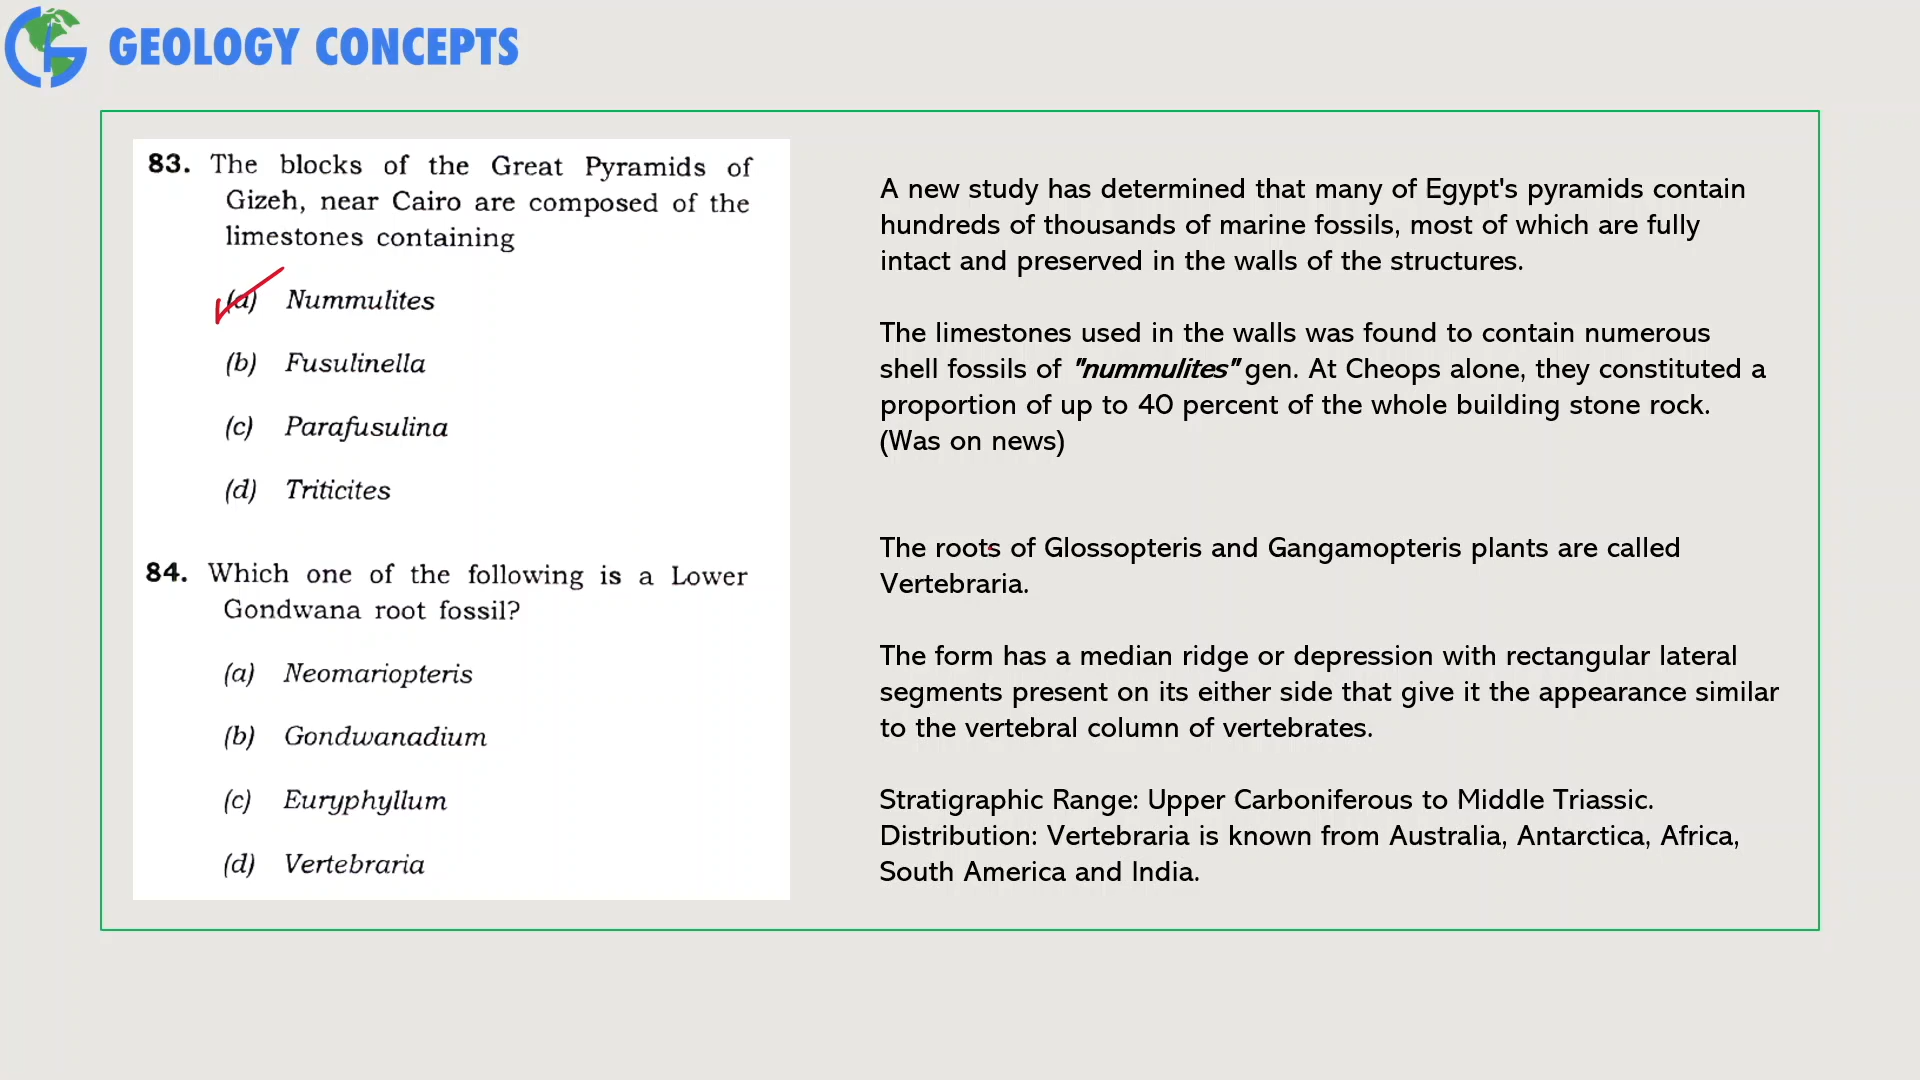 GEOLOGY CONCEPTS
83. The blocks of the Great Pyramids of
Gizeh, near Cairo are composed of the
limestones containing
(a) Nummulites
(b) Fusulinella
(c) Parafusulina
(d) Triticites
84. Which one of the following is a Lower
Gondwana root fossil?
(a) Neomariopteris
(b) Gondwanadium
(c) Euryphyllum
(d) Vertebraria
A new study has determined that many of Egypt's pyramids contain
hundreds of thousands of marine fossils, most of which are fully
intact and preserved in the walls of the structures.
The limestones used in the walls was found to contain numerous
shell fossils of "nummulites" gen. At Cheops alone, they constituted a
proportion of up to 40 percent of the whole building stone rock.
(Was on news)
The roots of Glossopteris and Gangamopteris plants are called
Vertebraria.
The form has a median ridge or depression with rectangular lateral
segments present on its either side that give it the appearance similar
to the vertebral column of vertebrates.
Stratigraphic Range: Upper Carboniferous to Middle Triassic.
Distribution: Vertebraria is known from Australia, Antarctica, Africa,
South America and India.